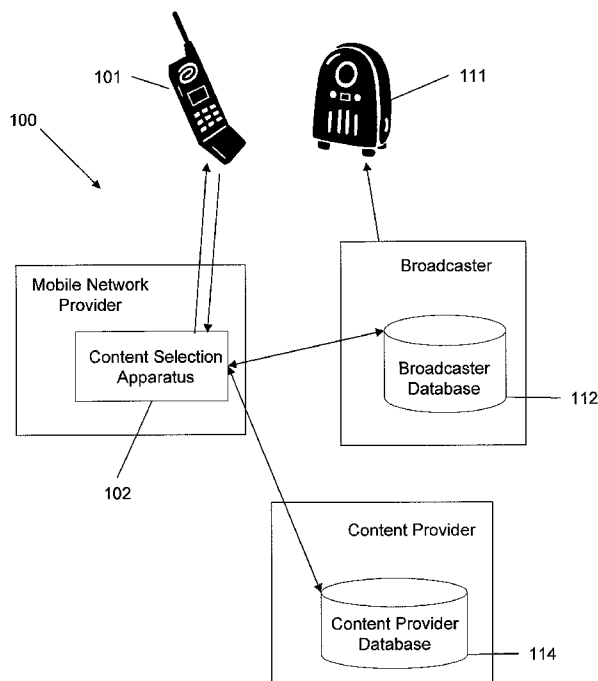 101
111
100
Mobile Network
Provider
Content Selection
Apparatus
102
Broadcaster
Broadcaster
Database
112
Content Provider
Content Provider
Database
114